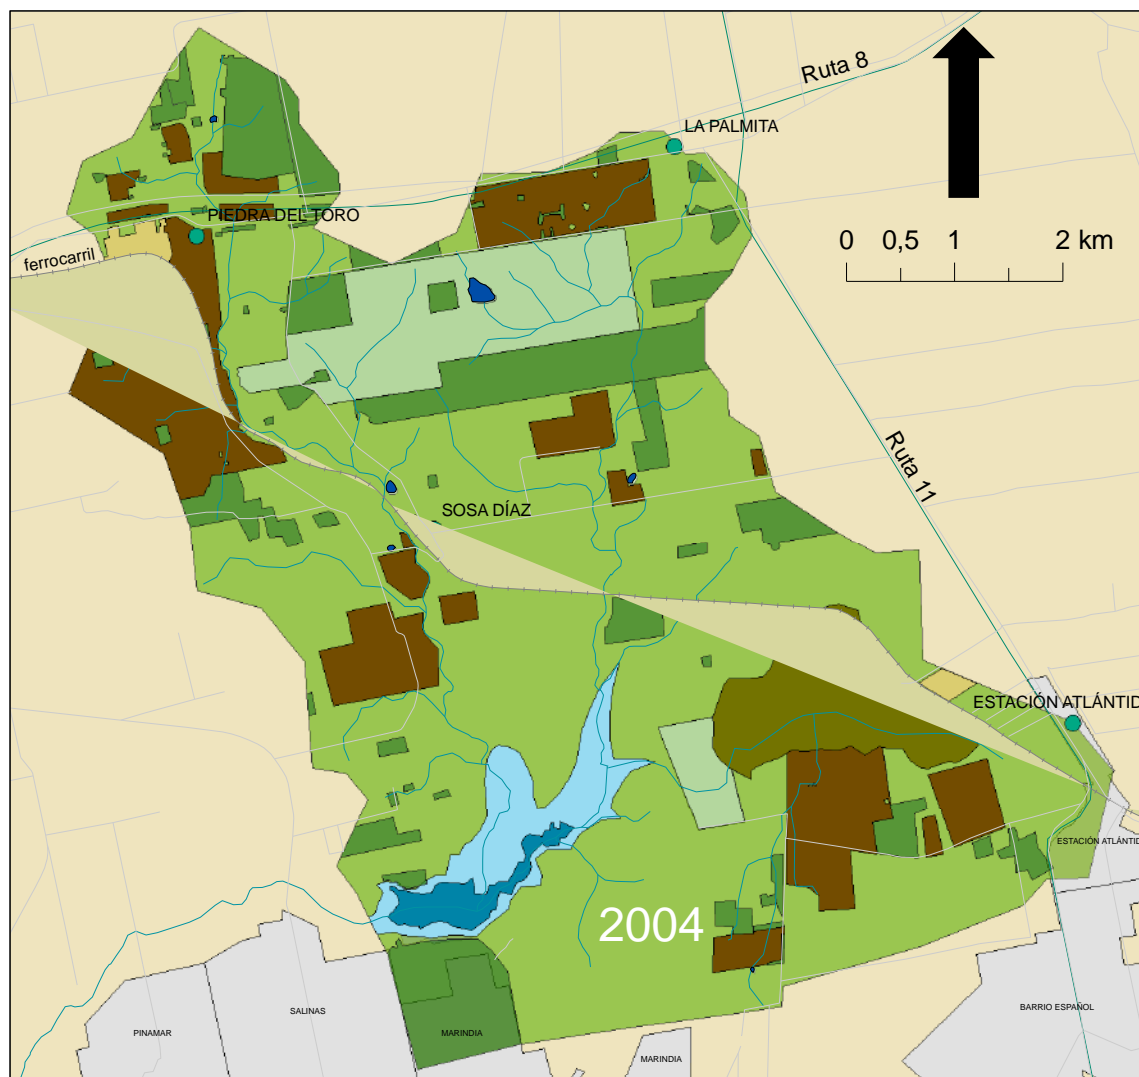 Ruta 8
LA PALMITA
PIEDRA DEL TORO
ferrocarril
0 0,5 1 2 km
Ruta 11
SOSA DÍAZ
ESTACIÓN ATLÁNTID
ESTACIÓN ATLÁNTID
2004
BARRIO ESPAÑOL
SALINAS
PINAMAR
MARINDIA
MARINDIA